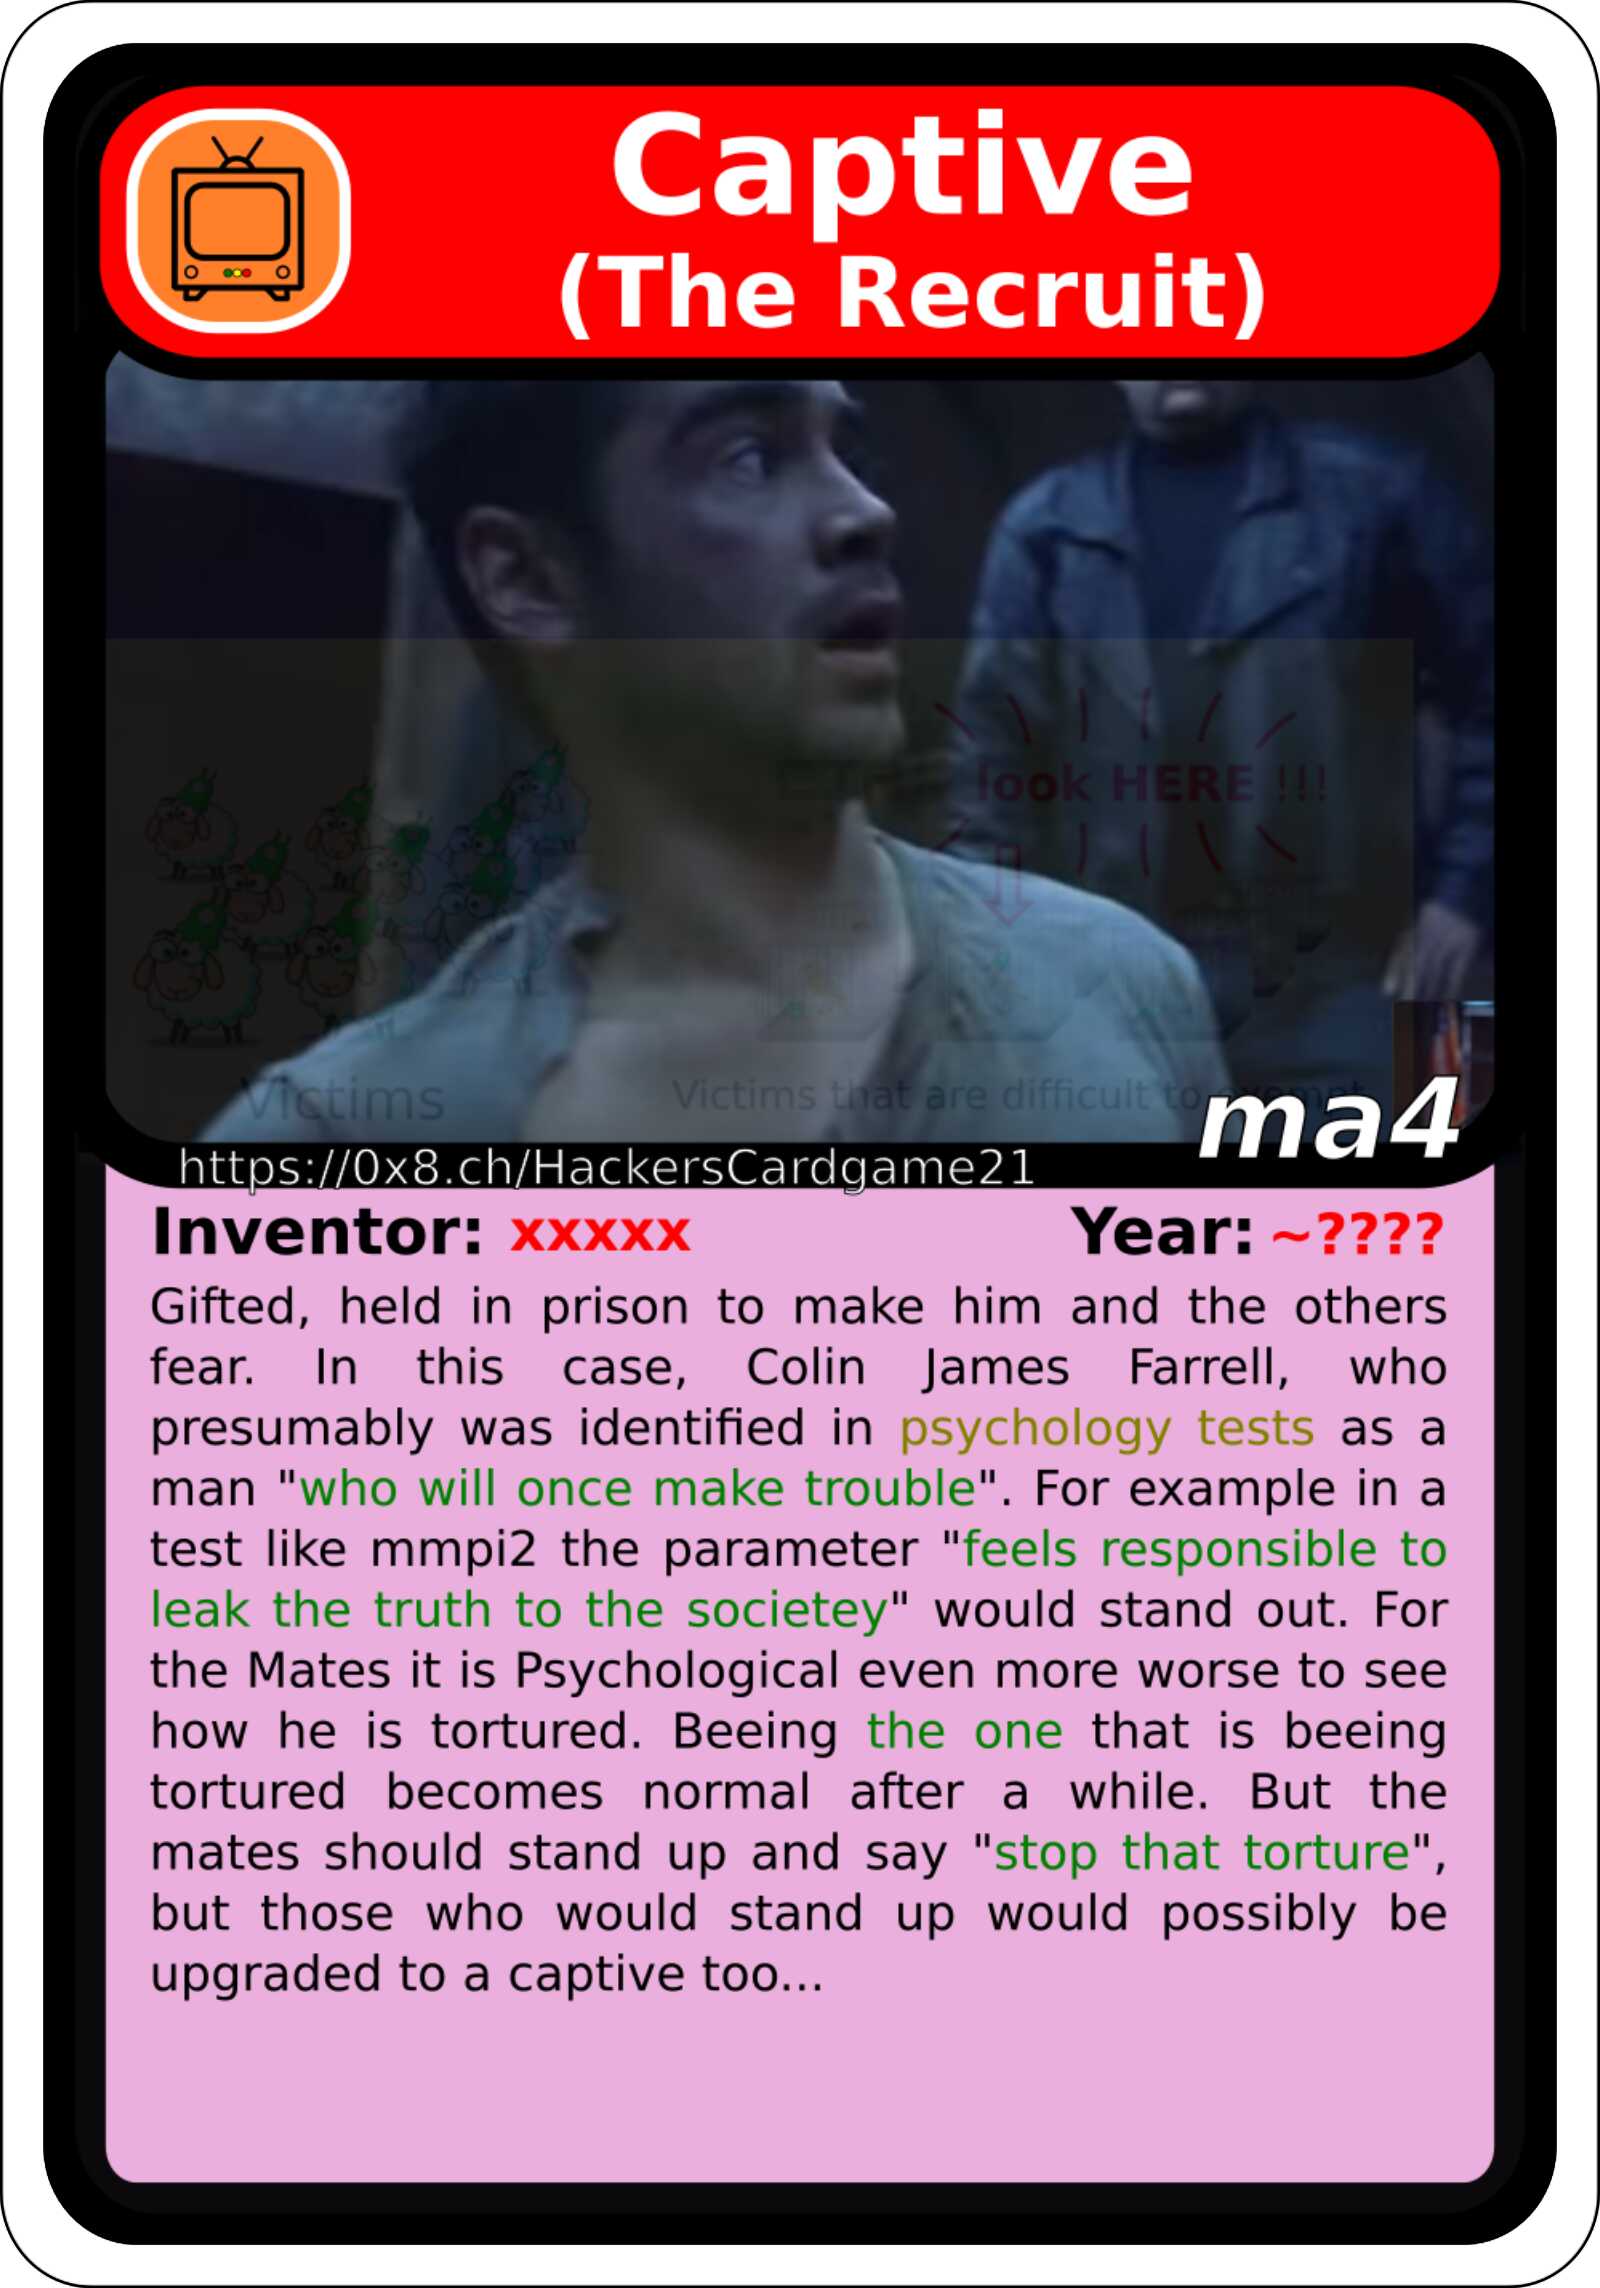 Captive
(The Recruit)
look HERE !!!
Victims
Victims that are difficult to exempt
ma4
https://0x8.ch/HackersCardgame21
Inventor: xxxxx Year: ~????
Gifted, held in prison to make him and the others
fear. In this case, Colin James Farrell, who
presumably was identified in psychology tests as a
man "who will once make trouble". For example in a
test like mmpi2 the parameter "feels responsible to
leak the truth to the societey" would stand out. For
the Mates it is Psychological even more worse to see
how he is tortured. Beeing the one that is beeing
tortured becomes normal after a while. But the
mates should stand up and say "stop that torture",
but those who would stand up would possibly be
upgraded to a captive too...